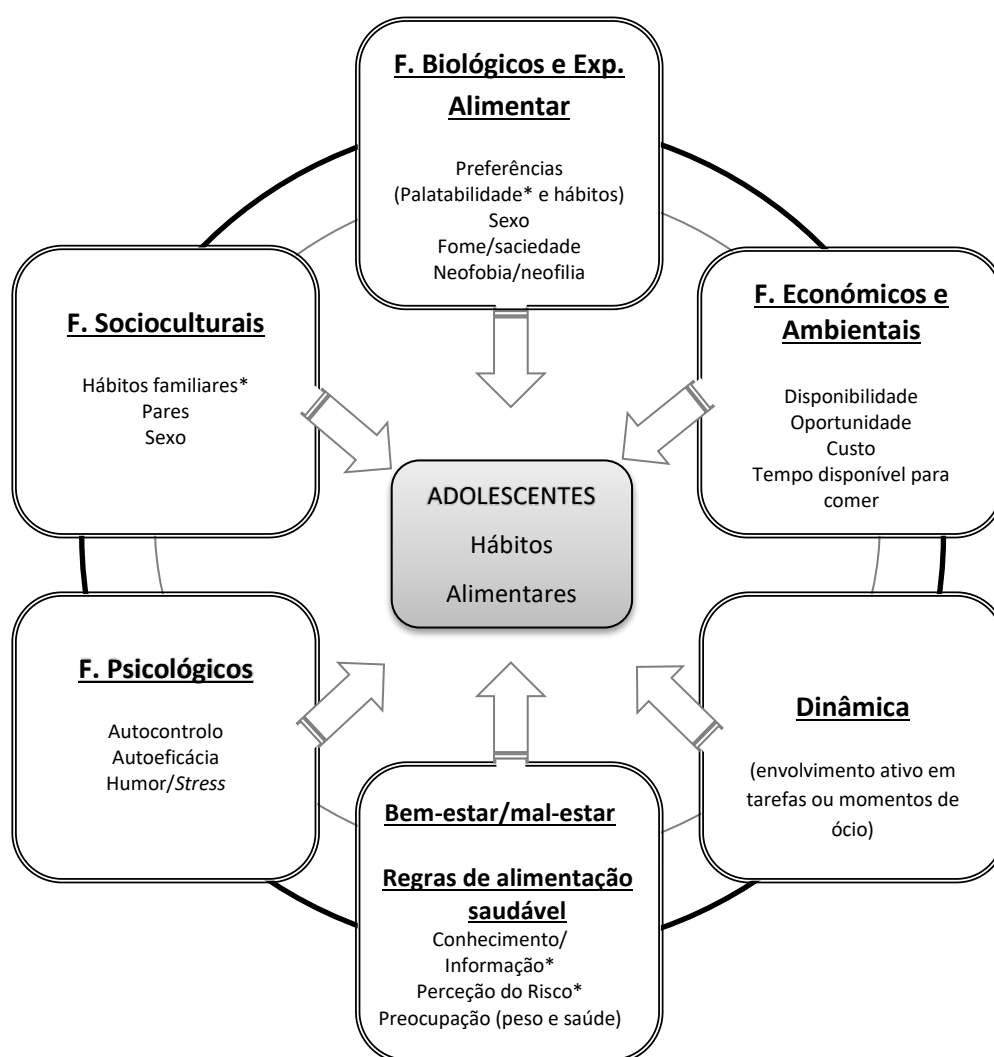 F. Biológicos e Exp.
Alimentar
Preferências
(Palatabilidade* e hábitos)
Sexo
Fome/saciedade
Neofobia/neofilia
F. Socioculturais
Hábitos familiares*
Pares
Sexo
F. Económicos e
Ambientais
Disponibilidade
Oportunidade
Custo
Tempo disponível para
comer
ADOLESCENTES
Hábitos
Alimentares
F. Psicológicos
Autocontrolo
Autoeficácia
Humor/Stress
Dinâmica
(envolvimento ativo em
tarefas ou momentos de
ócio)
Bem-estar/mal-estar
Regras de alimentação
saudável
Conhecimento/
Informação*
Perceção do Risco*
Preocupação (peso e saúde)